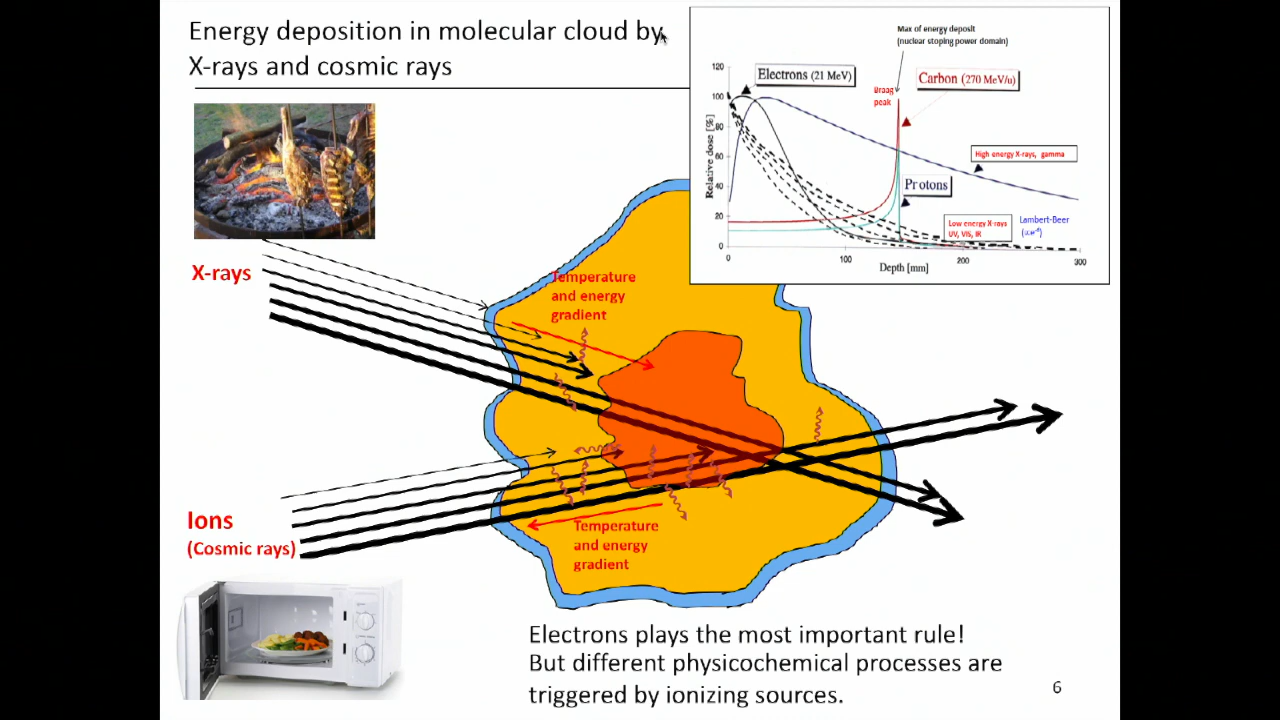 Energy deposition in molecular cloud by
X-rays and cosmic rays
Max of energy deposit
(nuclear stoping power domain)
120
100
80
60
40
20
0
Relative dose [%]
Electrons (21 MeV)
Braag
peak
Carbon (270 MeV/u)
High energy X-rays, gamma
Protons
Low energy X-rays
UV, VIS, IR
Lambert-Beer
0
100
200
300
Depth [mm]
X-rays
Temperature
and energy
gradient
Ions
(Cosmic rays)
Temperature
and energy
gradient
Electrons plays the most important rule!
But different physicochemical processes are
triggered by ionizing sources.
6